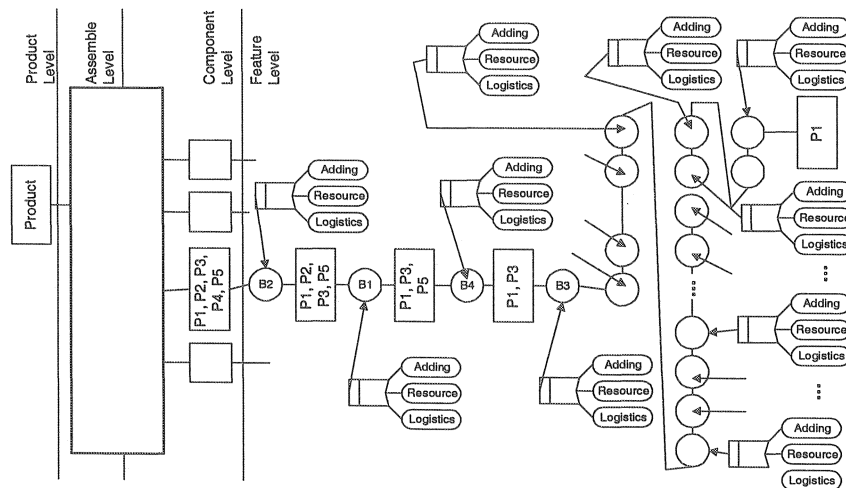 Product
Level
Assemble
Level
Component
Level
Feature
Level
Product
P1, P2, P3,
P4, P5
B2
P1, P2,
P3, P5
B1
P1, P3,
P5
B4
P1, P3
B3
P1
Adding
Resource
Logistics
Adding
Resource
Logistics
Adding
Resource
Logistics
Adding
Resource
Logistics
Adding
Resource
Logistics
Adding
Resource
Logistics
Adding
Resource
Logistics
Adding
Resource
Logistics
Adding
Resource
Logistics
...
...
Adding
Resource
Logistics
...
Adding
Resource
Logistics